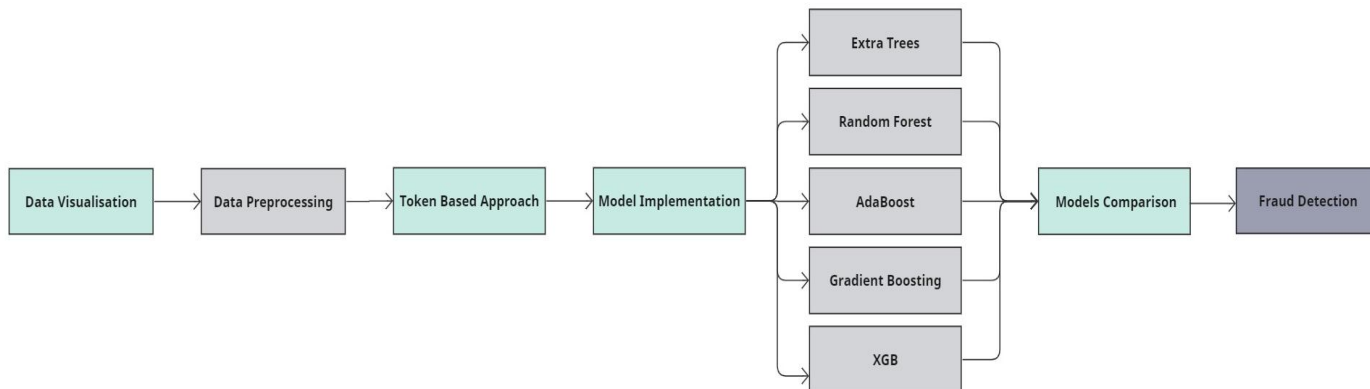 Data Visualisation
Data Preprocessing
Token Based Approach
Model Implementation
Extra Trees
Random Forest
AdaBoost
Gradient Boosting
XGB
Models Comparison
Fraud Detection